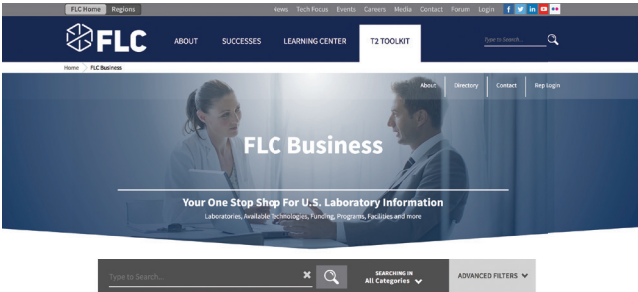 FLC Home Regions News Tech Focus Events Careers Media Contact Forum Login
FLC ABOUT SUCCESSES LEARNING CENTER T2 TOOLKIT Type to Search...
Home > FLC Business
About Directory Contact Rep Login
FLC Business
Your One Stop Shop For U.S. Laboratory Information
Laboratories, Available Technologies, Funding, Programs, Facilities and more
Type to Search... SEARCHING IN ADVANCED FILTERS
All Categories